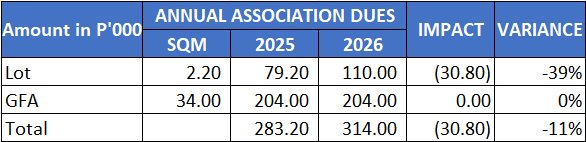 Amount in P'000 ANNUAL ASSOCIATION DUES IMPACT VARIANCE
SQM 2025 2026
Lot 2.20 79.20 110.00 (30.80) -39%
GFA 34.00 204.00 204.00 0.00 0%
Total 283.20 314.00 (30.80) -11%